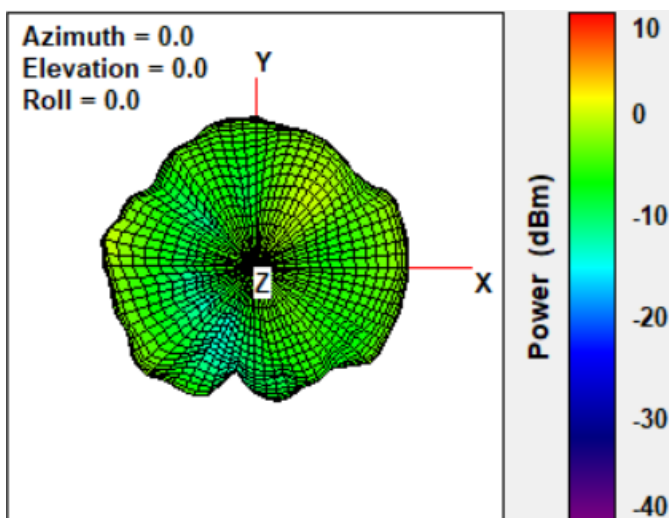 Azimuth = 0.0
Elevation = 0.0
Roll = 0.0
Y
X
Z
Power (dBm)
10
0
-10
-20
-30
-40